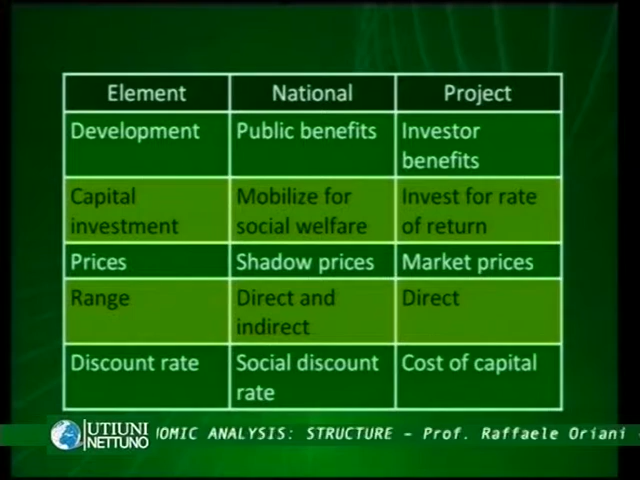 Element National Project
Development Public benefits Investor
benefits
Capital Mobilize for Invest for rate
investment social welfare of return
Prices Shadow prices Market prices
Range Direct and Direct
indirect
Discount rate Social discount Cost of capital
rate
UTIUNI
NETTUNO
OMIC ANALYSIS: STRUCTURE – Prof. Raffaele Oriani -